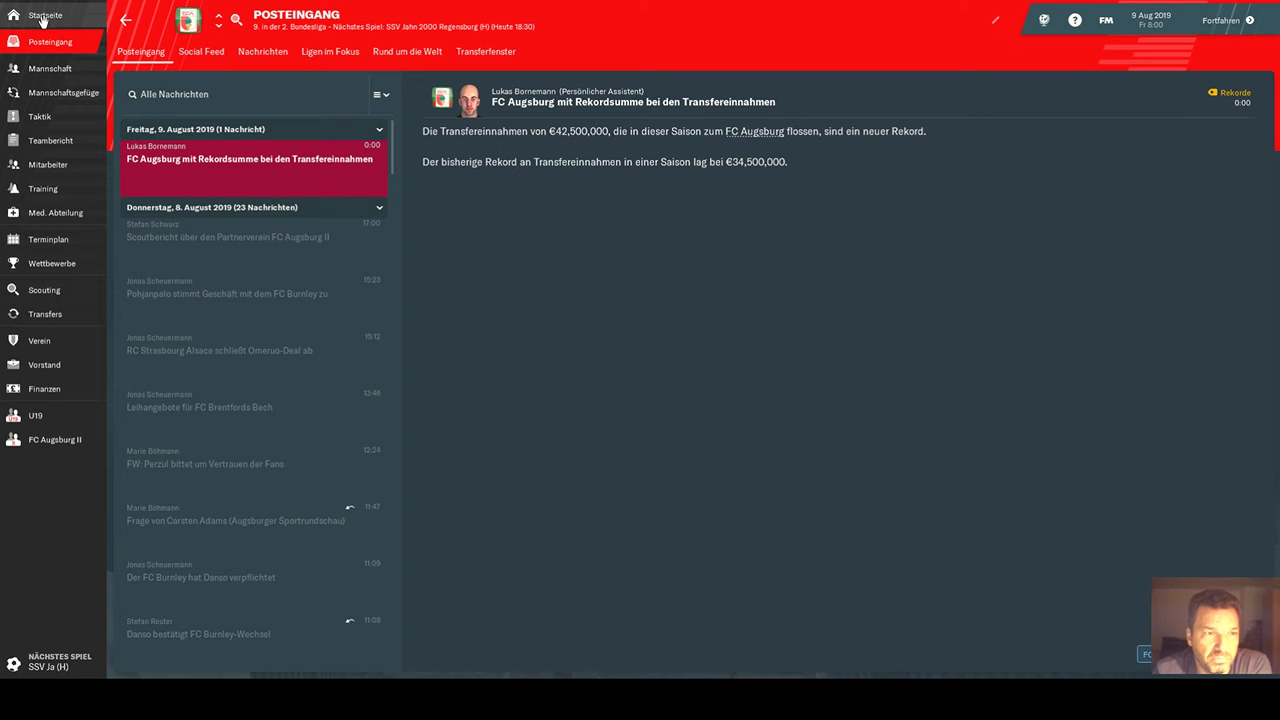 Startseite
Posteingang
Mannschaft
Mannschaftsgefüge
Taktik
Teambericht
Mitarbeiter
Training
Med. Abteilung
Terminplan
Wettbewerbe
Scouting
Transfers
Verein
Vorstand
Finanzen
U19
FC Augsburg II
NÄCHSTES SPIEL
SSV Ja (H)
POSTEINGANG
9. in der 2. Bundesliga - Nächstes Spiel: SSV Jahn 2000 Regensburg (H) (Heute 18:30)
FM
9 Aug 2019
Fr 8:00
Fortfahren
Posteingang Social Feed Nachrichten Ligen im Fokus Rund um die Welt Transferfenster
Alle Nachrichten
Freitag, 9. August 2019 (1 Nachricht)
Lukas Bornemann 0:00
FC Augsburg mit Rekordsumme bei den Transfereinnahmen
Donnerstag, 8. August 2019 (23 Nachrichten)
Stefan Schwarz 17:00
Scoutbericht über den Partnerverein FC Augsburg II
Jonas Scheuermann 15:23
Pohjanpalo stimmt Geschäft mit dem FC Burnley zu
Jonas Scheuermann 15:12
RC Strasbourg Alsace schließt Omeruo-Deal ab
Jonas Scheuermann 13:46
Leihangebote für FC Brentfords Bech
Marie Böhmann 12:24
FW: Perzul bittet um Vertrauen der Fans
Marie Böhmann 11:47
Frage von Carsten Adams (Augsburger Sportrundschau)
Jonas Scheuermann 11:09
Der FC Burnley hat Danso verpflichtet
Stefan Reuter 11:08
Danso bestätigt FC Burnley-Wechsel
Lukas Bornemann (Persönlicher Assistent)
FC Augsburg mit Rekordsumme bei den Transfereinnahmen
Rekorde
0:00
Die Transfereinnahmen von €42,500,000, die in dieser Saison zum FC Augsburg flossen, sind ein neuer Rekord.
Der bisherige Rekord an Transfereinnahmen in einer Saison lag bei €34,500,000.